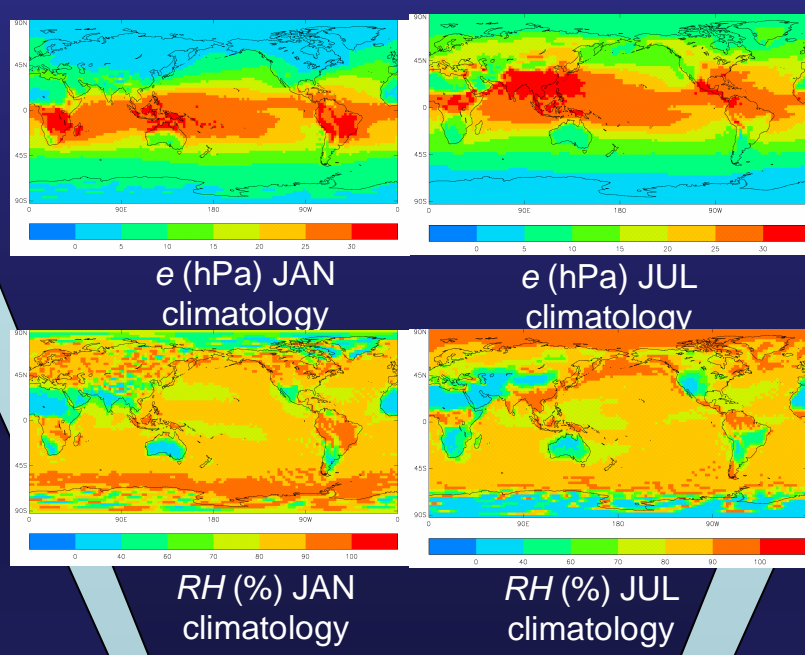 90N
45N
0
45S
90S
0 90E 180 90W 0
0 5 10 15 20 25 30
e (hPa) JAN
climatology
90N
45N
0
45S
90S
0 90E 180 90W
0 5 10 15 20 25 30
e (hPa) JUL
climatology
90N
45N
0
45S
90S
0 90E 180 90W 0
0 40 60 70 80 90 100
RH (%) JAN
climatology
90N
45N
0
45S
90S
0 90E 180 90W
0 40 60 70 80 90 100
RH (%) JUL
climatology